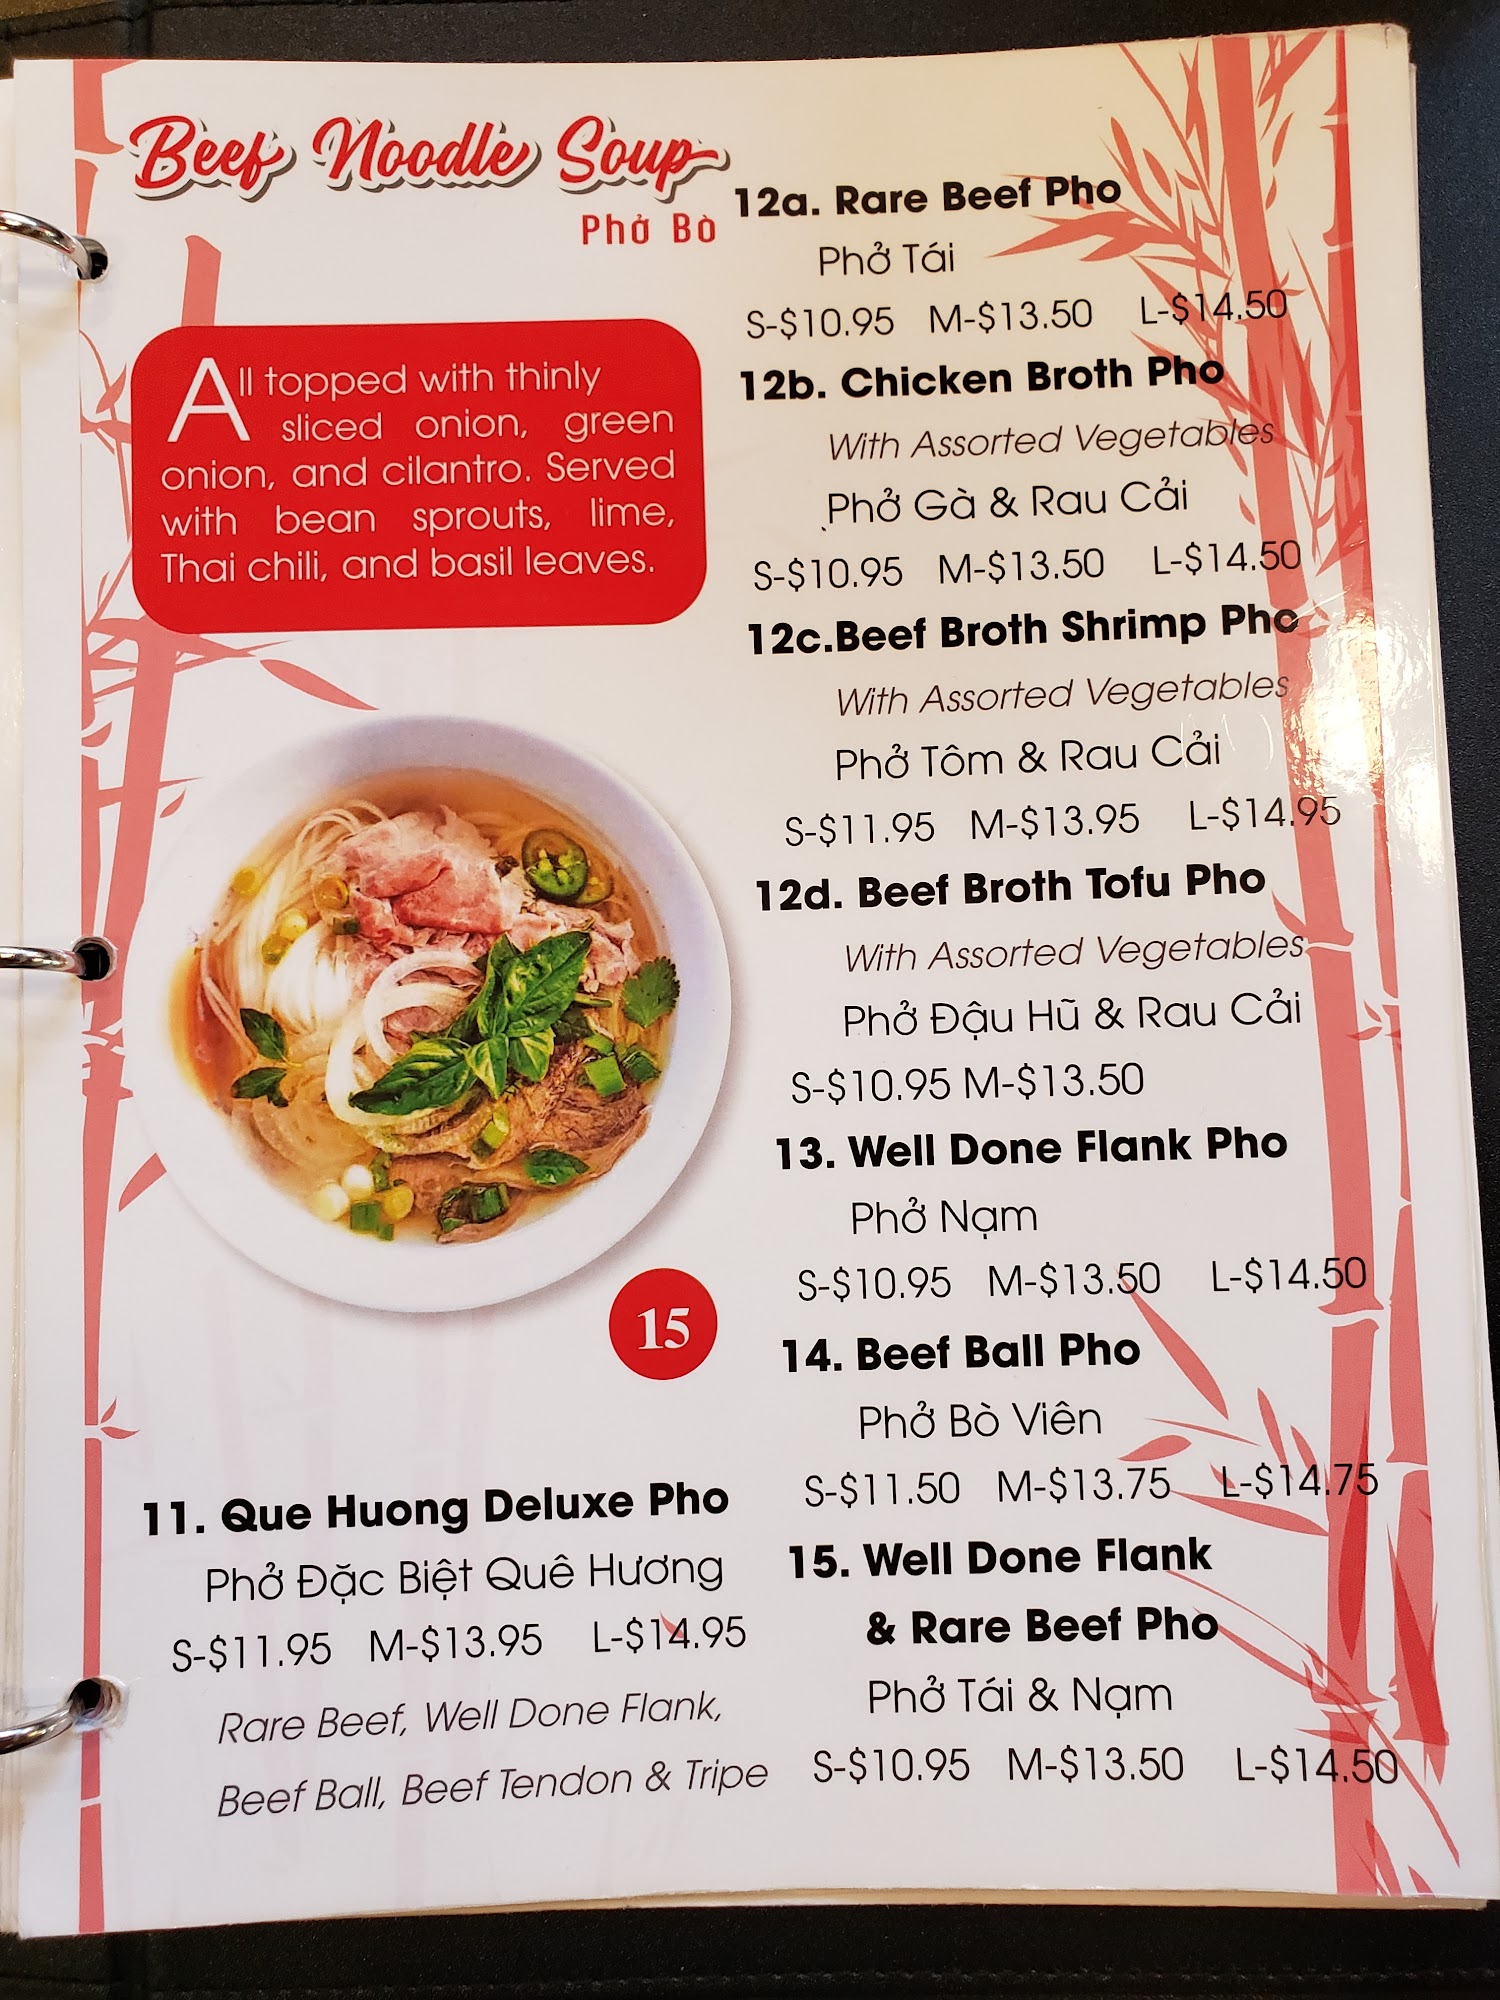 Beef Noodle Soup
Phở Bò
All topped with thinly
sliced onion, green
onion, and cilantro. Served
with bean sprouts, lime,
Thai chili, and basil leaves.
15
11. Que Huong Deluxe Pho
Phở Đặc Biệt Quê Hương
S-$11.95 M-$13.95 L-$14.95
Rare Beef, Well Done Flank,
Beef Ball, Beef Tendon & Tripe
12a. Rare Beef Pho
Phở Tái
S-$10.95 M-$13.50 L-$14.50
12b. Chicken Broth Pho
With Assorted Vegetables
Phở Gà & Rau Cải
S-$10.95 M-$13.50 L-$14.50
12c.Beef Broth Shrimp Pho
With Assorted Vegetables
Phở Tôm & Rau Cải
S-$11.95 M-$13.95 L-$14.95
12d. Beef Broth Tofu Pho
With Assorted Vegetables
Phở Đậu Hũ & Rau Cải
S-$10.95 M-$13.50
13. Well Done Flank Pho
Phở Nạm
S-$10.95 M-$13.50 L-$14.50
14. Beef Ball Pho
Phở Bò Viên
S-$11.50 M-$13.75 L-$14.75
15. Well Done Flank
& Rare Beef Pho
Phở Tái & Nạm
S-$10.95 M-$13.50 L-$14.50